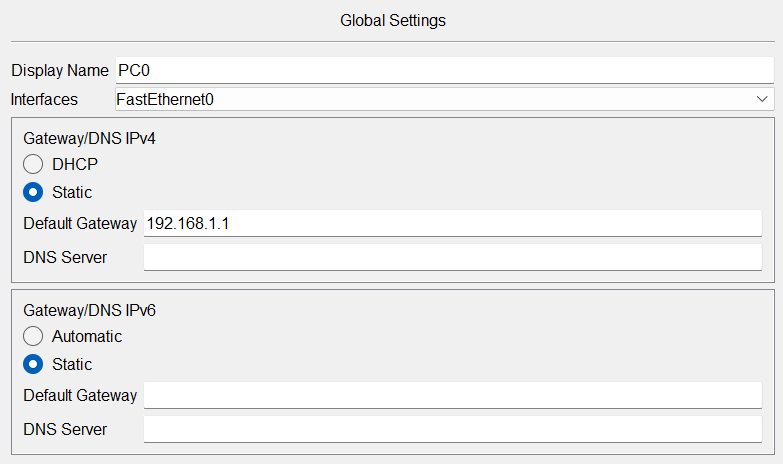 Global Settings
Display Name PC0
Interfaces FastEthernet0
Gateway/DNS IPv4
DHCP
Static
Default Gateway 192.168.1.1
DNS Server
Gateway/DNS IPv6
Automatic
Static
Default Gateway
DNS Server